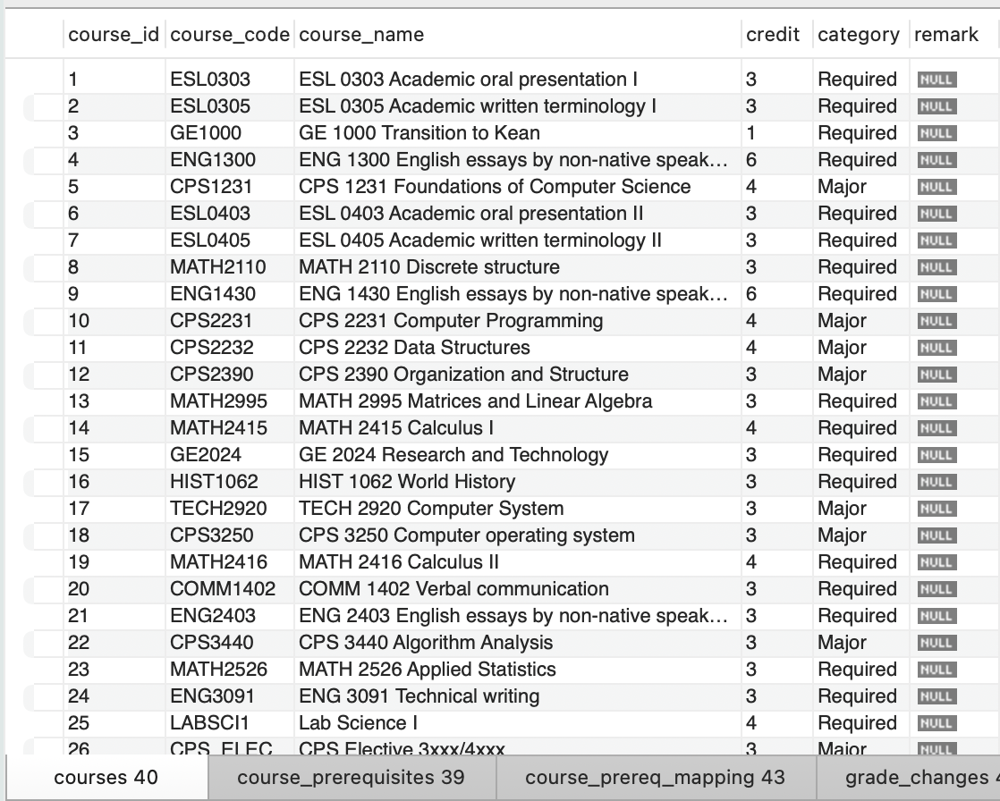 course_id course_code course_name credit category remark
1 ESL0303 ESL 0303 Academic oral presentation I 3 Required NULL
2 ESL0305 ESL 0305 Academic written terminology I 3 Required NULL
3 GE1000 GE 1000 Transition to Kean 1 Required NULL
4 ENG1300 ENG 1300 English essays by non-native speak... 6 Required NULL
5 CPS1231 CPS 1231 Foundations of Computer Science 4 Major NULL
6 ESL0403 ESL 0403 Academic oral presentation II 3 Required NULL
7 ESL0405 ESL 0405 Academic written terminology II 3 Required NULL
8 MATH2110 MATH 2110 Discrete structure 3 Required NULL
9 ENG1430 ENG 1430 English essays by non-native speak... 6 Required NULL
10 CPS2231 CPS 2231 Computer Programming 4 Major NULL
11 CPS2232 CPS 2232 Data Structures 4 Major NULL
12 CPS2390 CPS 2390 Organization and Structure 3 Major NULL
13 MATH2995 MATH 2995 Matrices and Linear Algebra 3 Required NULL
14 MATH2415 MATH 2415 Calculus I 4 Required NULL
15 GE2024 GE 2024 Research and Technology 3 Required NULL
16 HIST1062 HIST 1062 World History 3 Required NULL
17 TECH2920 TECH 2920 Computer System 3 Major NULL
18 CPS3250 CPS 3250 Computer operating system 3 Major NULL
19 MATH2416 MATH 2416 Calculus II 4 Required NULL
20 COMM1402 COMM 1402 Verbal communication 3 Required NULL
21 ENG2403 ENG 2403 English essays by non-native speak... 3 Required NULL
22 CPS3440 CPS 3440 Algorithm Analysis 3 Major NULL
23 MATH2526 MATH 2526 Applied Statistics 3 Required NULL
24 ENG3091 ENG 3091 Technical writing 3 Required NULL
25 LABSCI1 Lab Science I 4 Required NULL
26 CPS_ELEC CPS Elective 3xxx/4xxx 3 Major NULL
courses 40 course_prerequisites 39 course_prereq_mapping 43 grade_changes